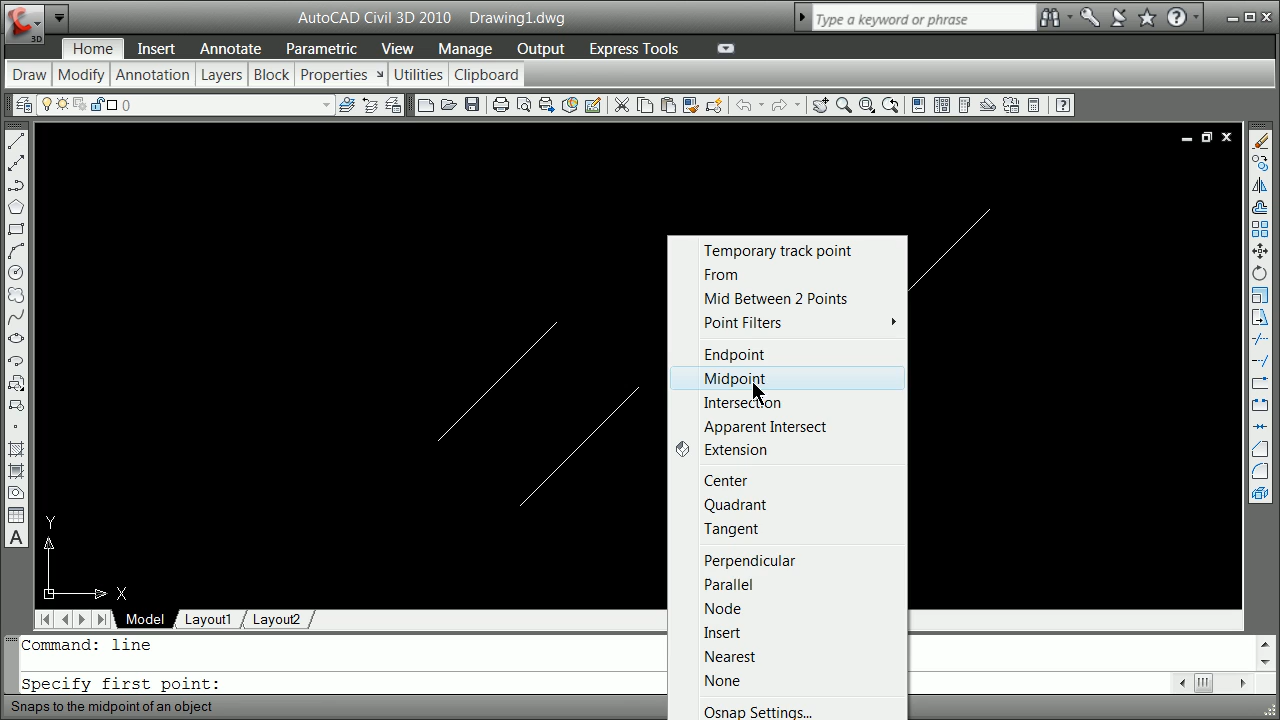 AutoCAD Civil 3D 2010 Drawing1.dwg
Type a keyword or phrase
3D
Home Insert Annotate Parametric View Manage Output Express Tools
Draw Modify Annotation Layers Block Properties Utilities Clipboard
0
Temporary track point
From
Mid Between 2 Points
Point Filters
Endpoint
Midpoint
Intersection
Apparent Intersect
Extension
Center
Quadrant
Tangent
Perpendicular
Parallel
Node
Insert
Nearest
None
Osnap Settings...
A
Y
X
Model Layout1 Layout2
Command: line
Specify first point:
Snaps to the midpoint of an object